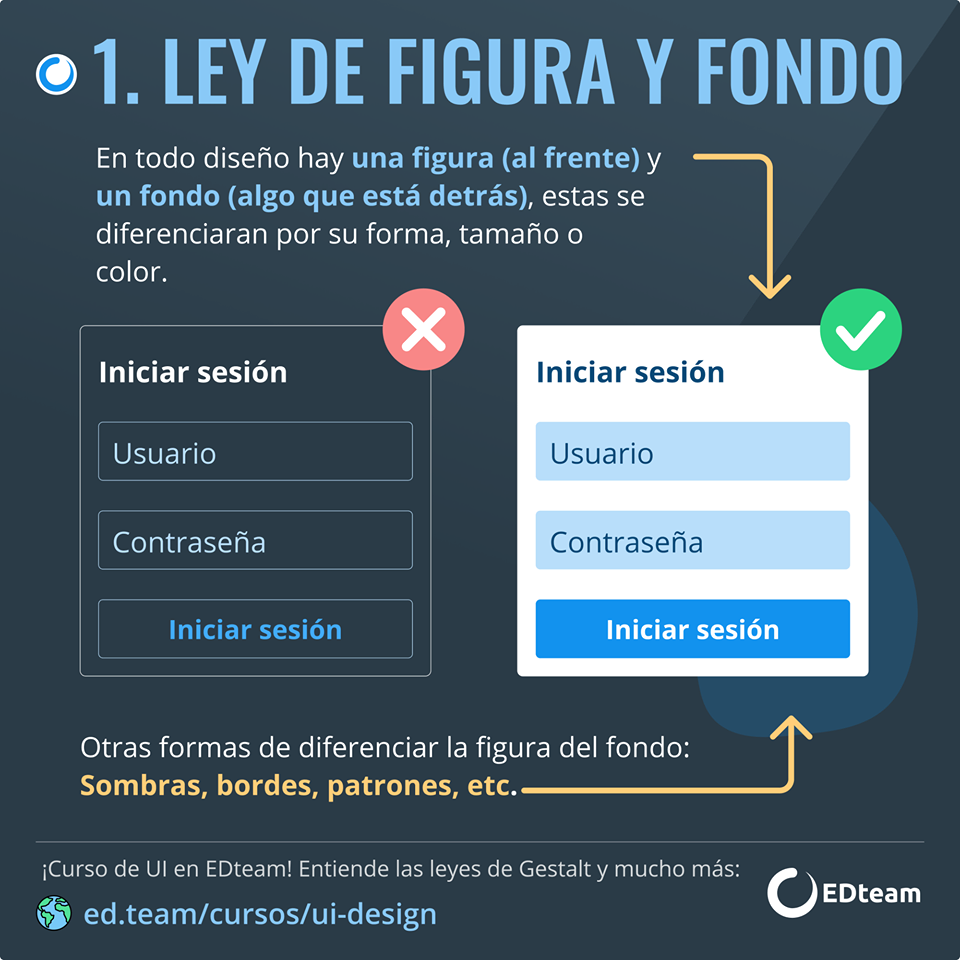 1. LEY DE FIGURA Y FONDO
En todo diseño hay una figura (al frente) y
un fondo (algo que está detrás), estas se
diferenciaran por su forma, tamaño o
color.
Iniciar sesión
Usuario
Contraseña
Iniciar sesión
Iniciar sesión
Usuario
Contraseña
Iniciar sesión
Otras formas de diferenciar la figura del fondo:
Sombras, bordes, patrones, etc.
¡Curso de UI en EDteam! Entiende las leyes de Gestalt y mucho más:
ed.team/cursos/ui-design
EDteam